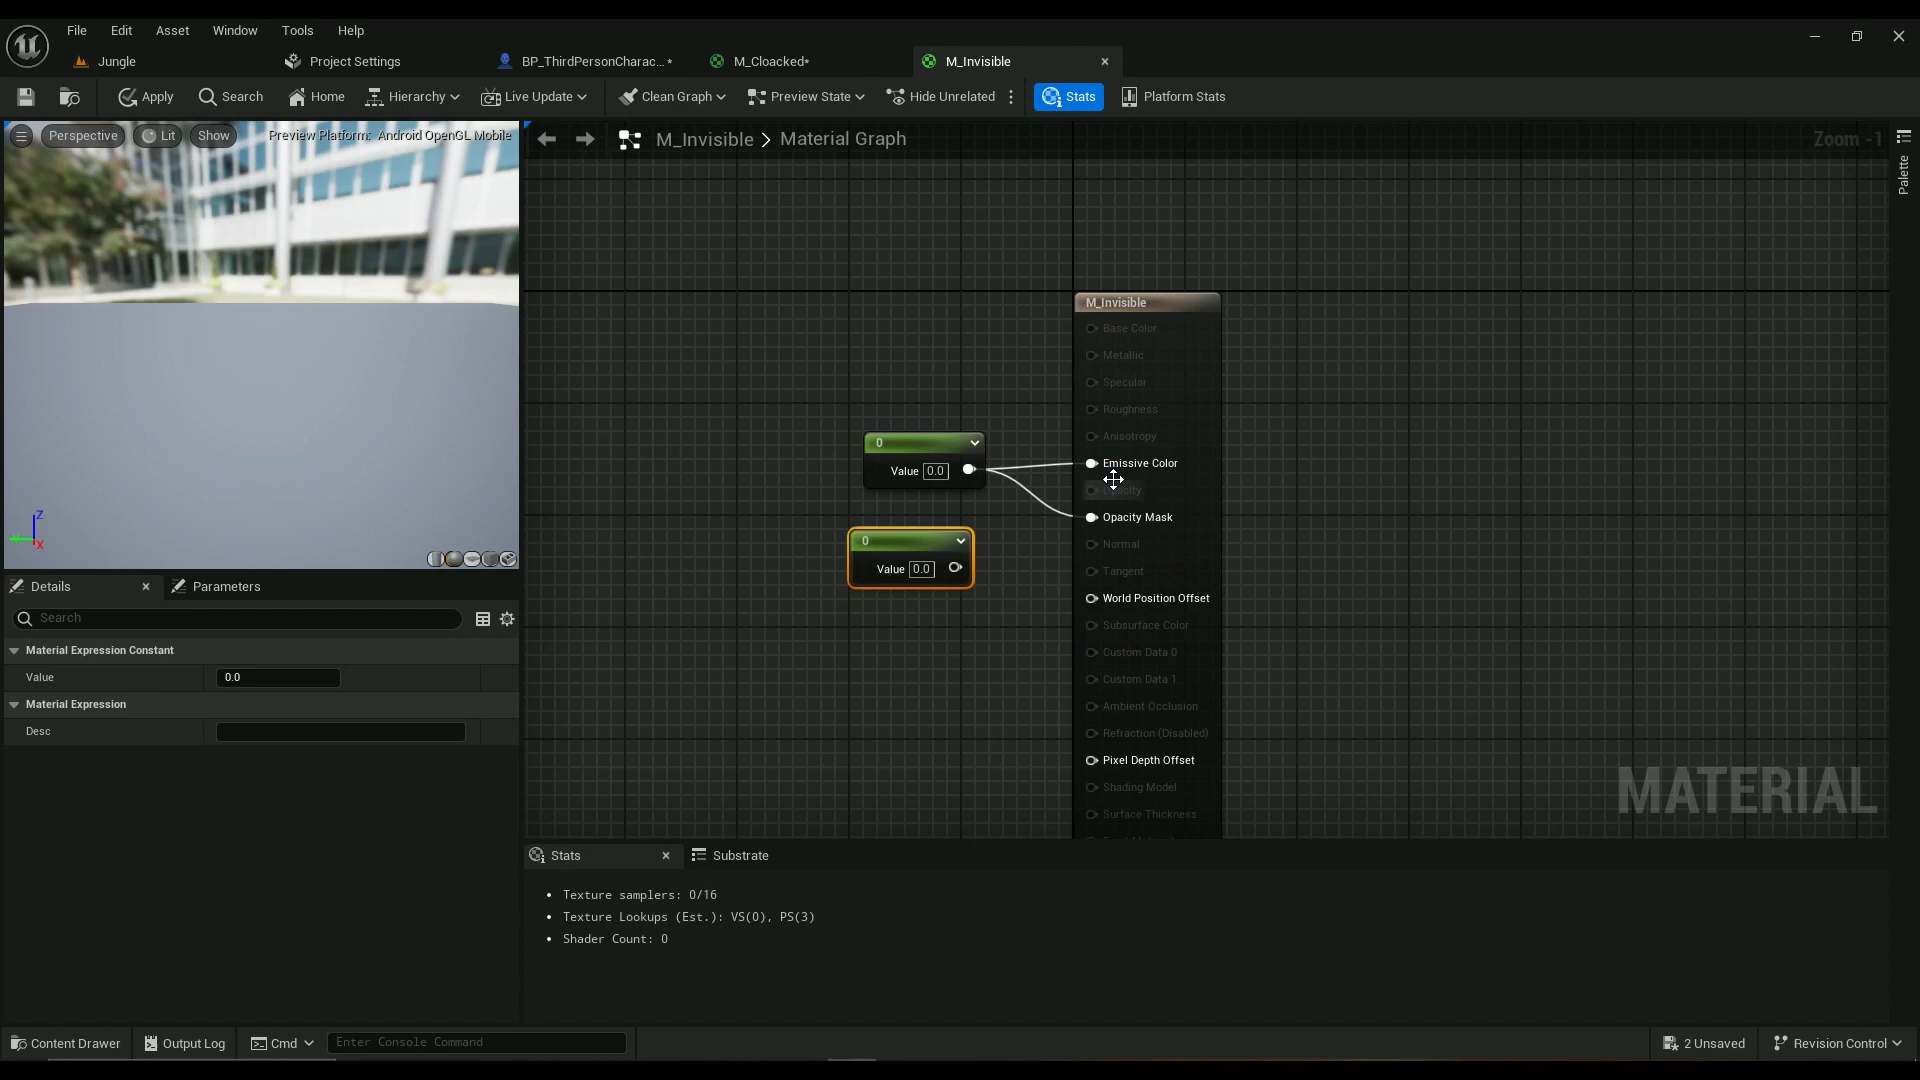 File Edit Asset Window Tools Help
Jungle Project Settings BP_ThirdPersonCharac...* M_Cloacked* M_Invisible
Apply Search Home Hierarchy Live Update Clean Graph Preview State Hide Unrelated Stats Platform Stats
Perspective Lit Show Preview Platform: Android OpenGL Mobile
M_Invisible > Material Graph
Zoom -1
Palette
M_Invisible
Base Color
Metallic
Specular
Roughness
Anisotropy
Emissive Color
Opacity
Opacity Mask
Normal
Tangent
World Position Offset
Subsurface Color
Custom Data 0
Custom Data 1
Ambient Occlusion
Refraction (Disabled)
Pixel Depth Offset
Shading Model
Surface Thickness
0
Value 0.0
0
Value 0.0
MATERIAL
Z
X
Details Parameters
Search
Material Expression Constant
Value 0.0
Material Expression
Desc
Stats Substrate
Texture samplers: 0/16
Texture Lookups (Est.): VS(0), PS(3)
Shader Count: 0
Content Drawer Output Log Cmd Enter Console Command 2 Unsaved Revision Control